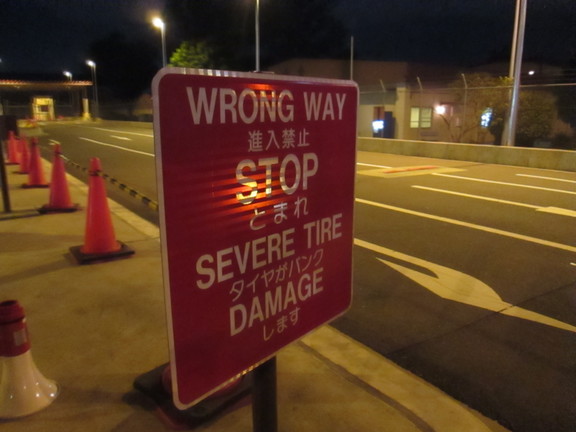 WRONG WAY
進入禁止
STOP
とまれ
SEVERE TIRE
タイヤがパンク
DAMAGE
します